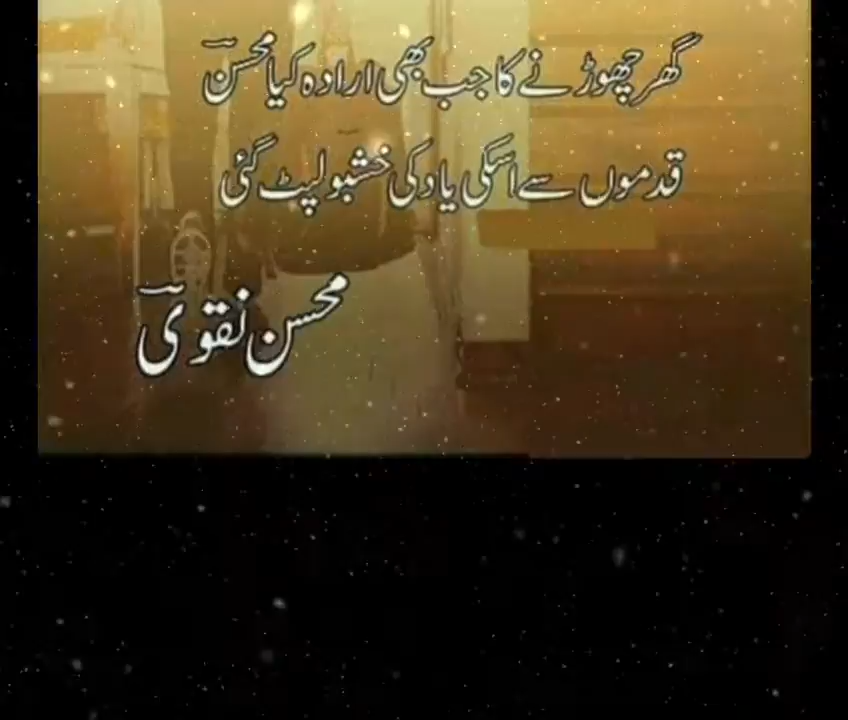 گھر چھوڑنے کا جب بھی ارادہ کیا محسنؔ
قدموں سے اسکی یاد کی خشبو لپٹ گئی
محسن نقویؔ